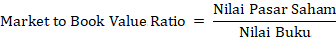 Market to Book Value Ratio = Nilai Pasar Saham
Nilai Buku